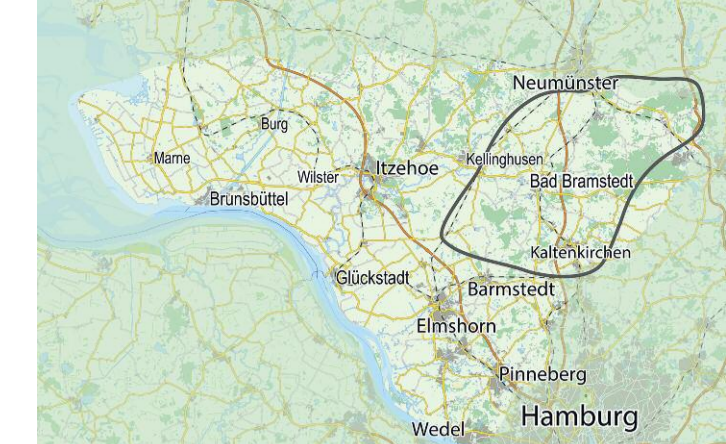 Neumünster
Burg
Marne
Wilster
Itzehoe
Kellinghusen
Bad Bramstedt
Brunsbüttel
Kaltenkirchen
Glückstadt
Barmstedt
Elmshorn
Pinneberg
Hamburg
Wedel